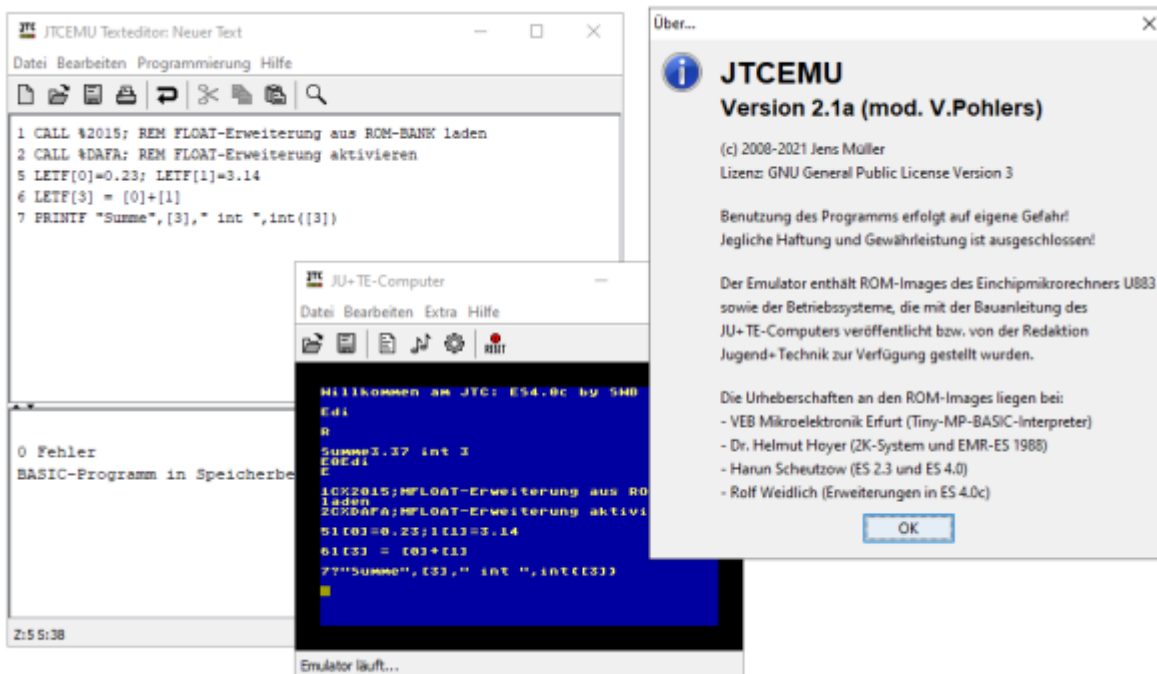 JTCEMU Texteditor: Neuer Text
Datei Bearbeiten Programmierung Hilfe
1 CALL %2015; REM FLOAT-Erweiterung aus ROM-BANK laden
2 CALL %DAFA; REM FLOAT-Erweiterung aktivieren
5 LETF[0]=0.23; LETF[1]=3.14
6 LETF[3] = [0]+[1]
7 PRINTF "Summe",[3]," int ",int([3])
0 Fehler
BASIC-Programm in Speicherbe
Z:5 S:38
JTC
JU+TE-Computer
Datei Bearbeiten Extra Hilfe
RESET
Willkommen am JTC: ES4.0c by SWD
Edi
R
Summe3.37 int 3
E0Edi
E
1C%2015;MFLOAT-Erweiterung aus RO
laden
2C%DAFA;MFLOAT-Erweiterung aktivi
5l[0]=0.23;l[1]=3.14
6l[3] = [0]+[1]
7?"Summe",[3]," int ",int([3])
Emulator läuft...
Über...
JTCEMU
Version 2.1a (mod. V.Pohlers)
(c) 2008-2021 Jens Müller
Lizenz: GNU General Public License Version 3
Benutzung des Programms erfolgt auf eigene Gefahr!
Jegliche Haftung und Gewährleistung ist ausgeschlossen!
Der Emulator enthält ROM-Images des Einchipmikrorechners U883
sowie der Betriebssysteme, die mit der Bauanleitung des
JU+TE-Computers veröffentlicht bzw. von der Redaktion
Jugend+Technik zur Verfügung gestellt wurden.
Die Urheberschaften an den ROM-Images liegen bei:
- VEB Mikroelektronik Erfurt (Tiny-MP-BASIC-Interpreter)
- Dr. Helmut Hoyer (2K-System und EMR-ES 1988)
- Harun Scheutzow (ES 2.3 und ES 4.0)
- Rolf Weidlich (Erweiterungen in ES 4.0c)
OK